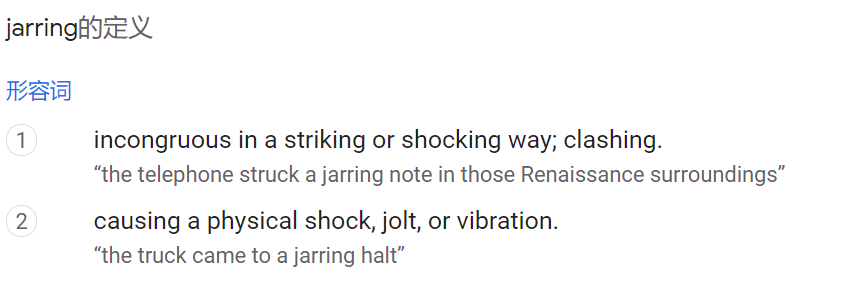 jarring的定义
形容词
1 incongruous in a striking or shocking way; clashing.
“the telephone struck a jarring note in those Renaissance surroundings”
2 causing a physical shock, jolt, or vibration.
“the truck came to a jarring halt”